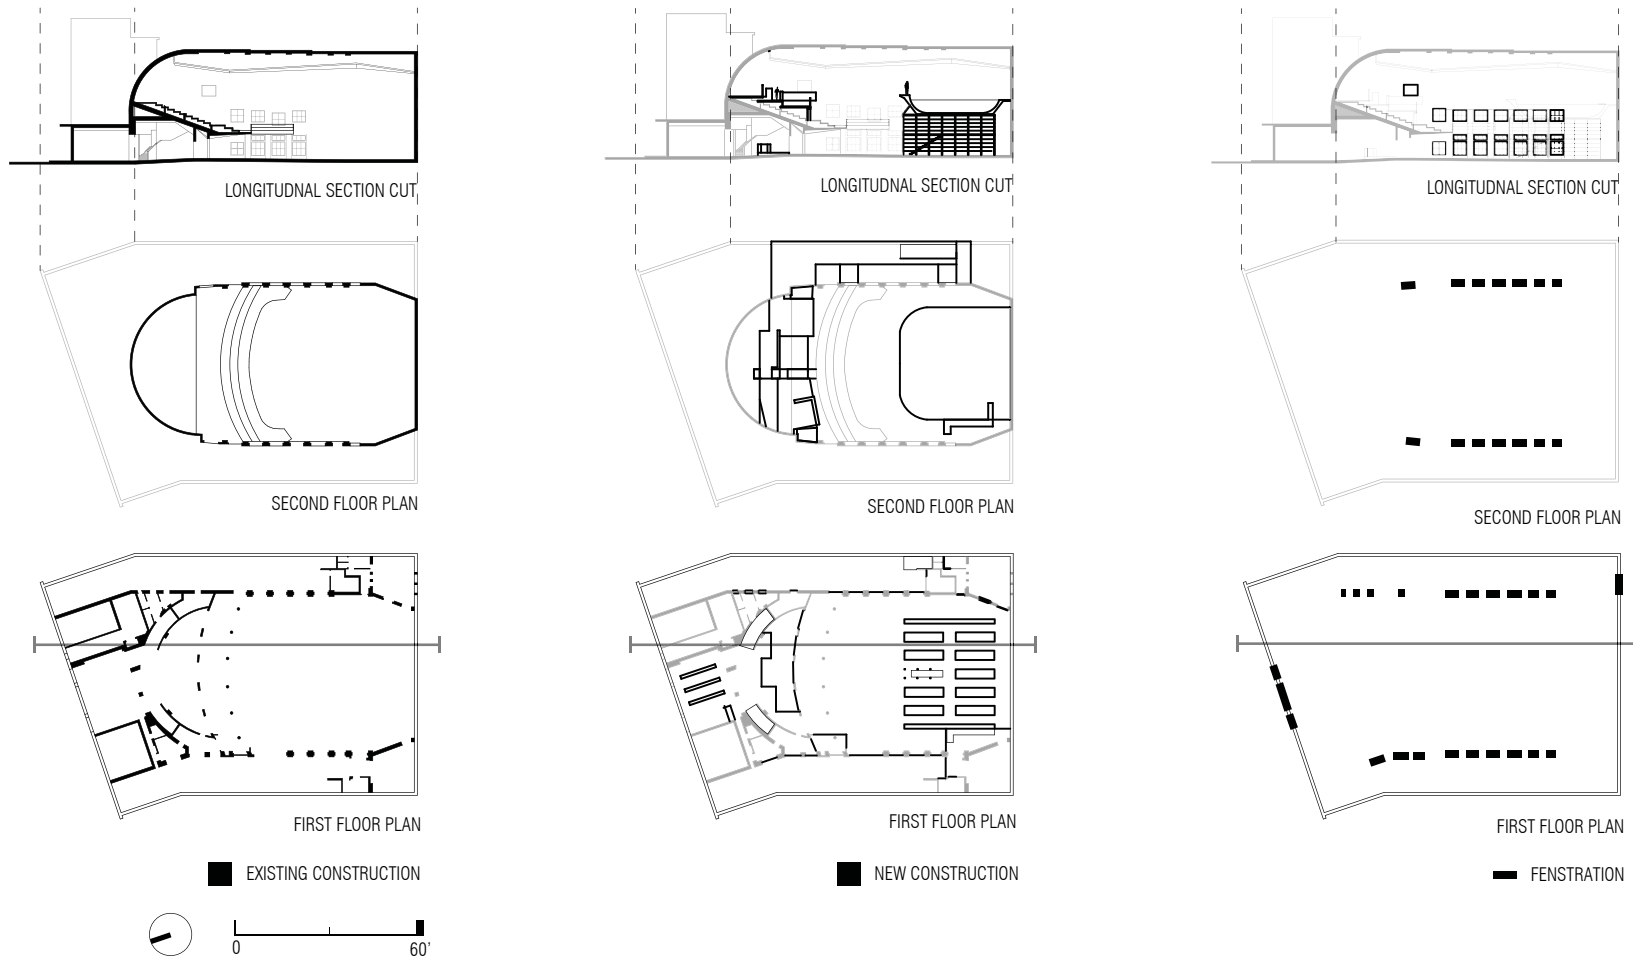 LONGITUDNAL SECTION CUT
LONGITUDNAL SECTION CUT
LONGITUDNAL SECTION CUT
SECOND FLOOR PLAN
SECOND FLOOR PLAN
SECOND FLOOR PLAN
FIRST FLOOR PLAN
FIRST FLOOR PLAN
FIRST FLOOR PLAN
EXISTING CONSTRUCTION
NEW CONSTRUCTION
FENSTRATION
0
60'